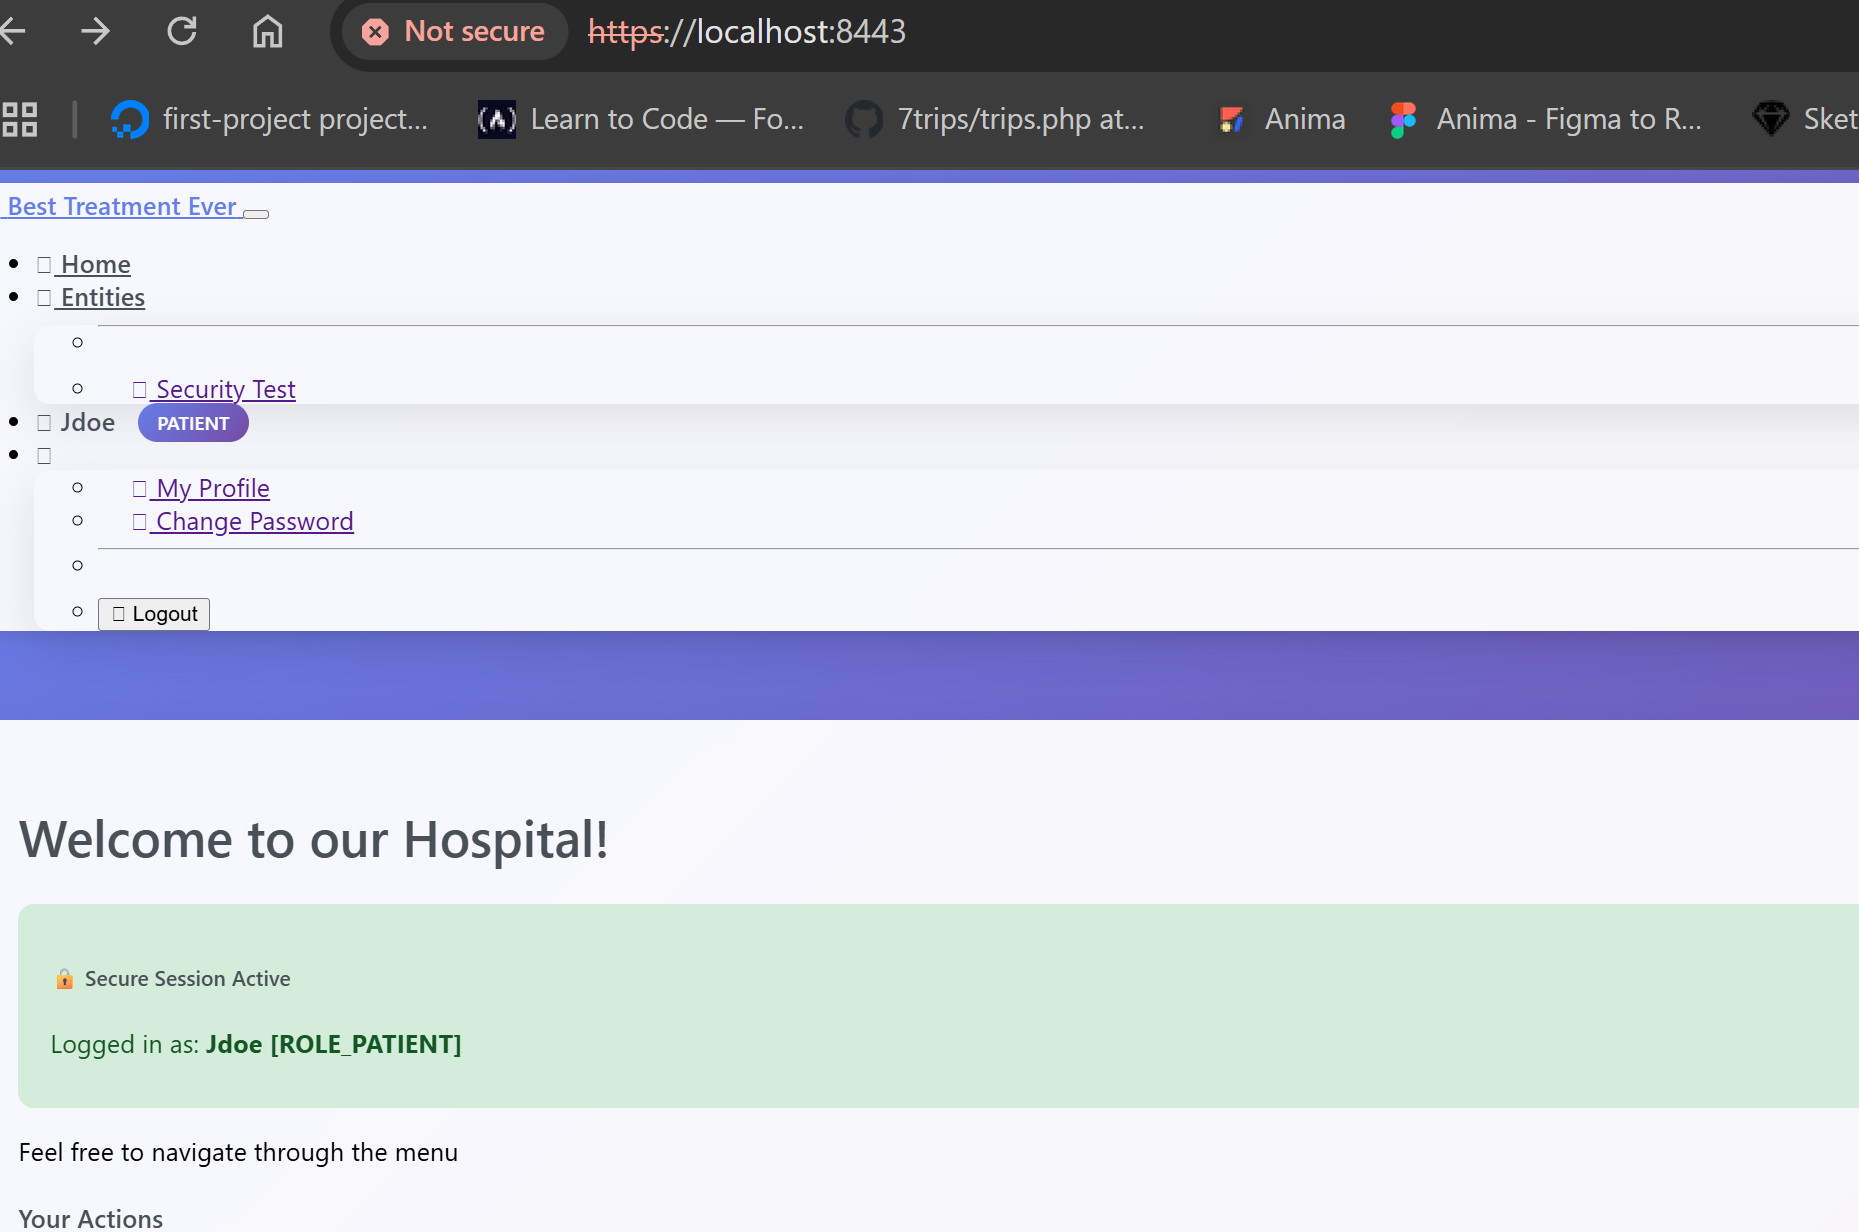 Not secure https://localhost:8443
first-project project... Learn to Code — Fo... 7trips/trips.php at... Anima Anima - Figma to R... Sket
Best Treatment Ever
Home
Entities
Security Test
Jdoe PATIENT
My Profile
Change Password
Logout
Welcome to our Hospital!
Secure Session Active
Logged in as: Jdoe [ROLE_PATIENT]
Feel free to navigate through the menu
Your Actions